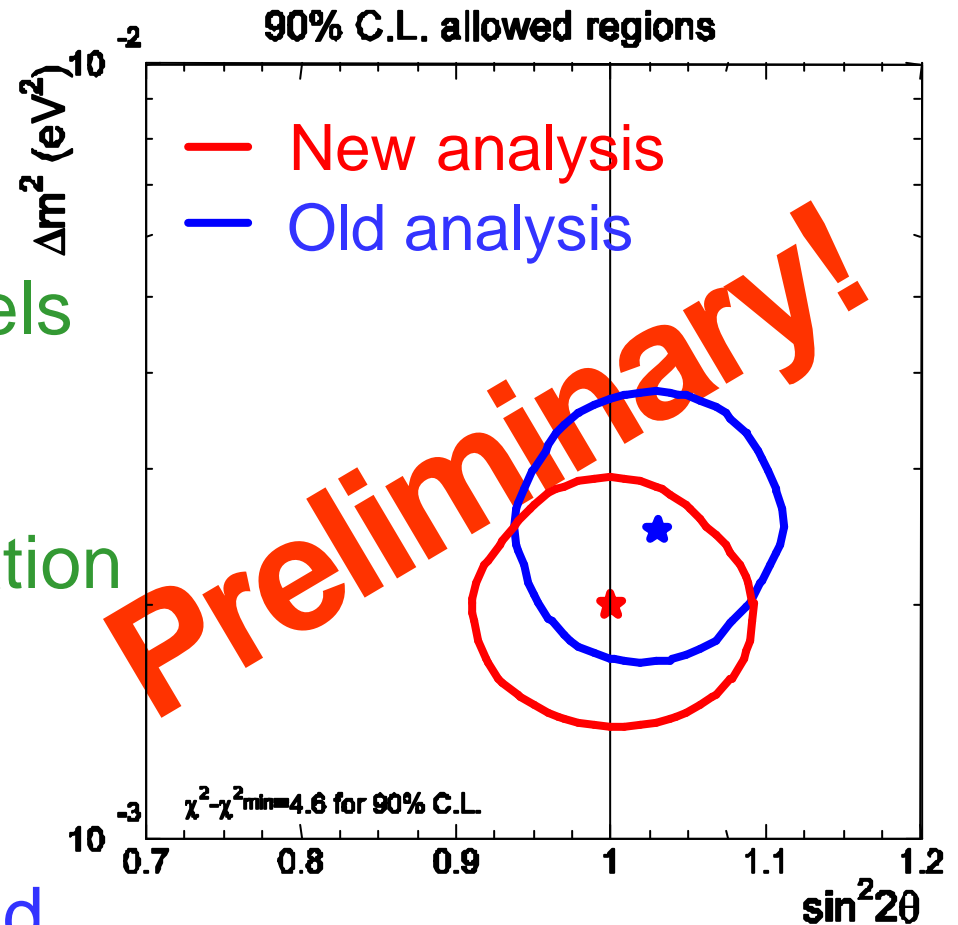 90% C.L. allowed regions
10 -2
Δm² (eV²)
New analysis
Old analysis
els
Preliminary!
tion
χ²-χ²min=4.6 for 90% C.L.
10 -3
0.7 0.8 0.9 1 1.1 1.2
sin²2θ
d